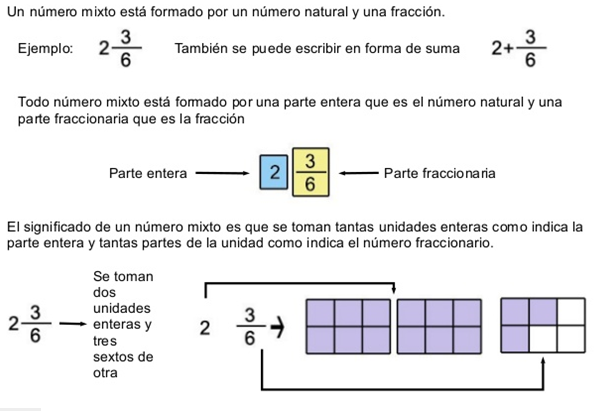 Un número mixto está formado por un número natural y una fracción.
Ejemplo: 2 3/6 También se puede escribir en forma de suma 2+3/6
Todo número mixto está formado por una parte entera que es el número natural y una
parte fraccionaria que es la fracción
Parte entera 2 3/6 Parte fraccionaria
El significado de un número mixto es que se toman tantas unidades enteras como indica la
parte entera y tantas partes de la unidad como indica el número fraccionario.
2 3/6
Se toman
dos
unidades
enteras y
tres
sextos de
otra
2 3/6